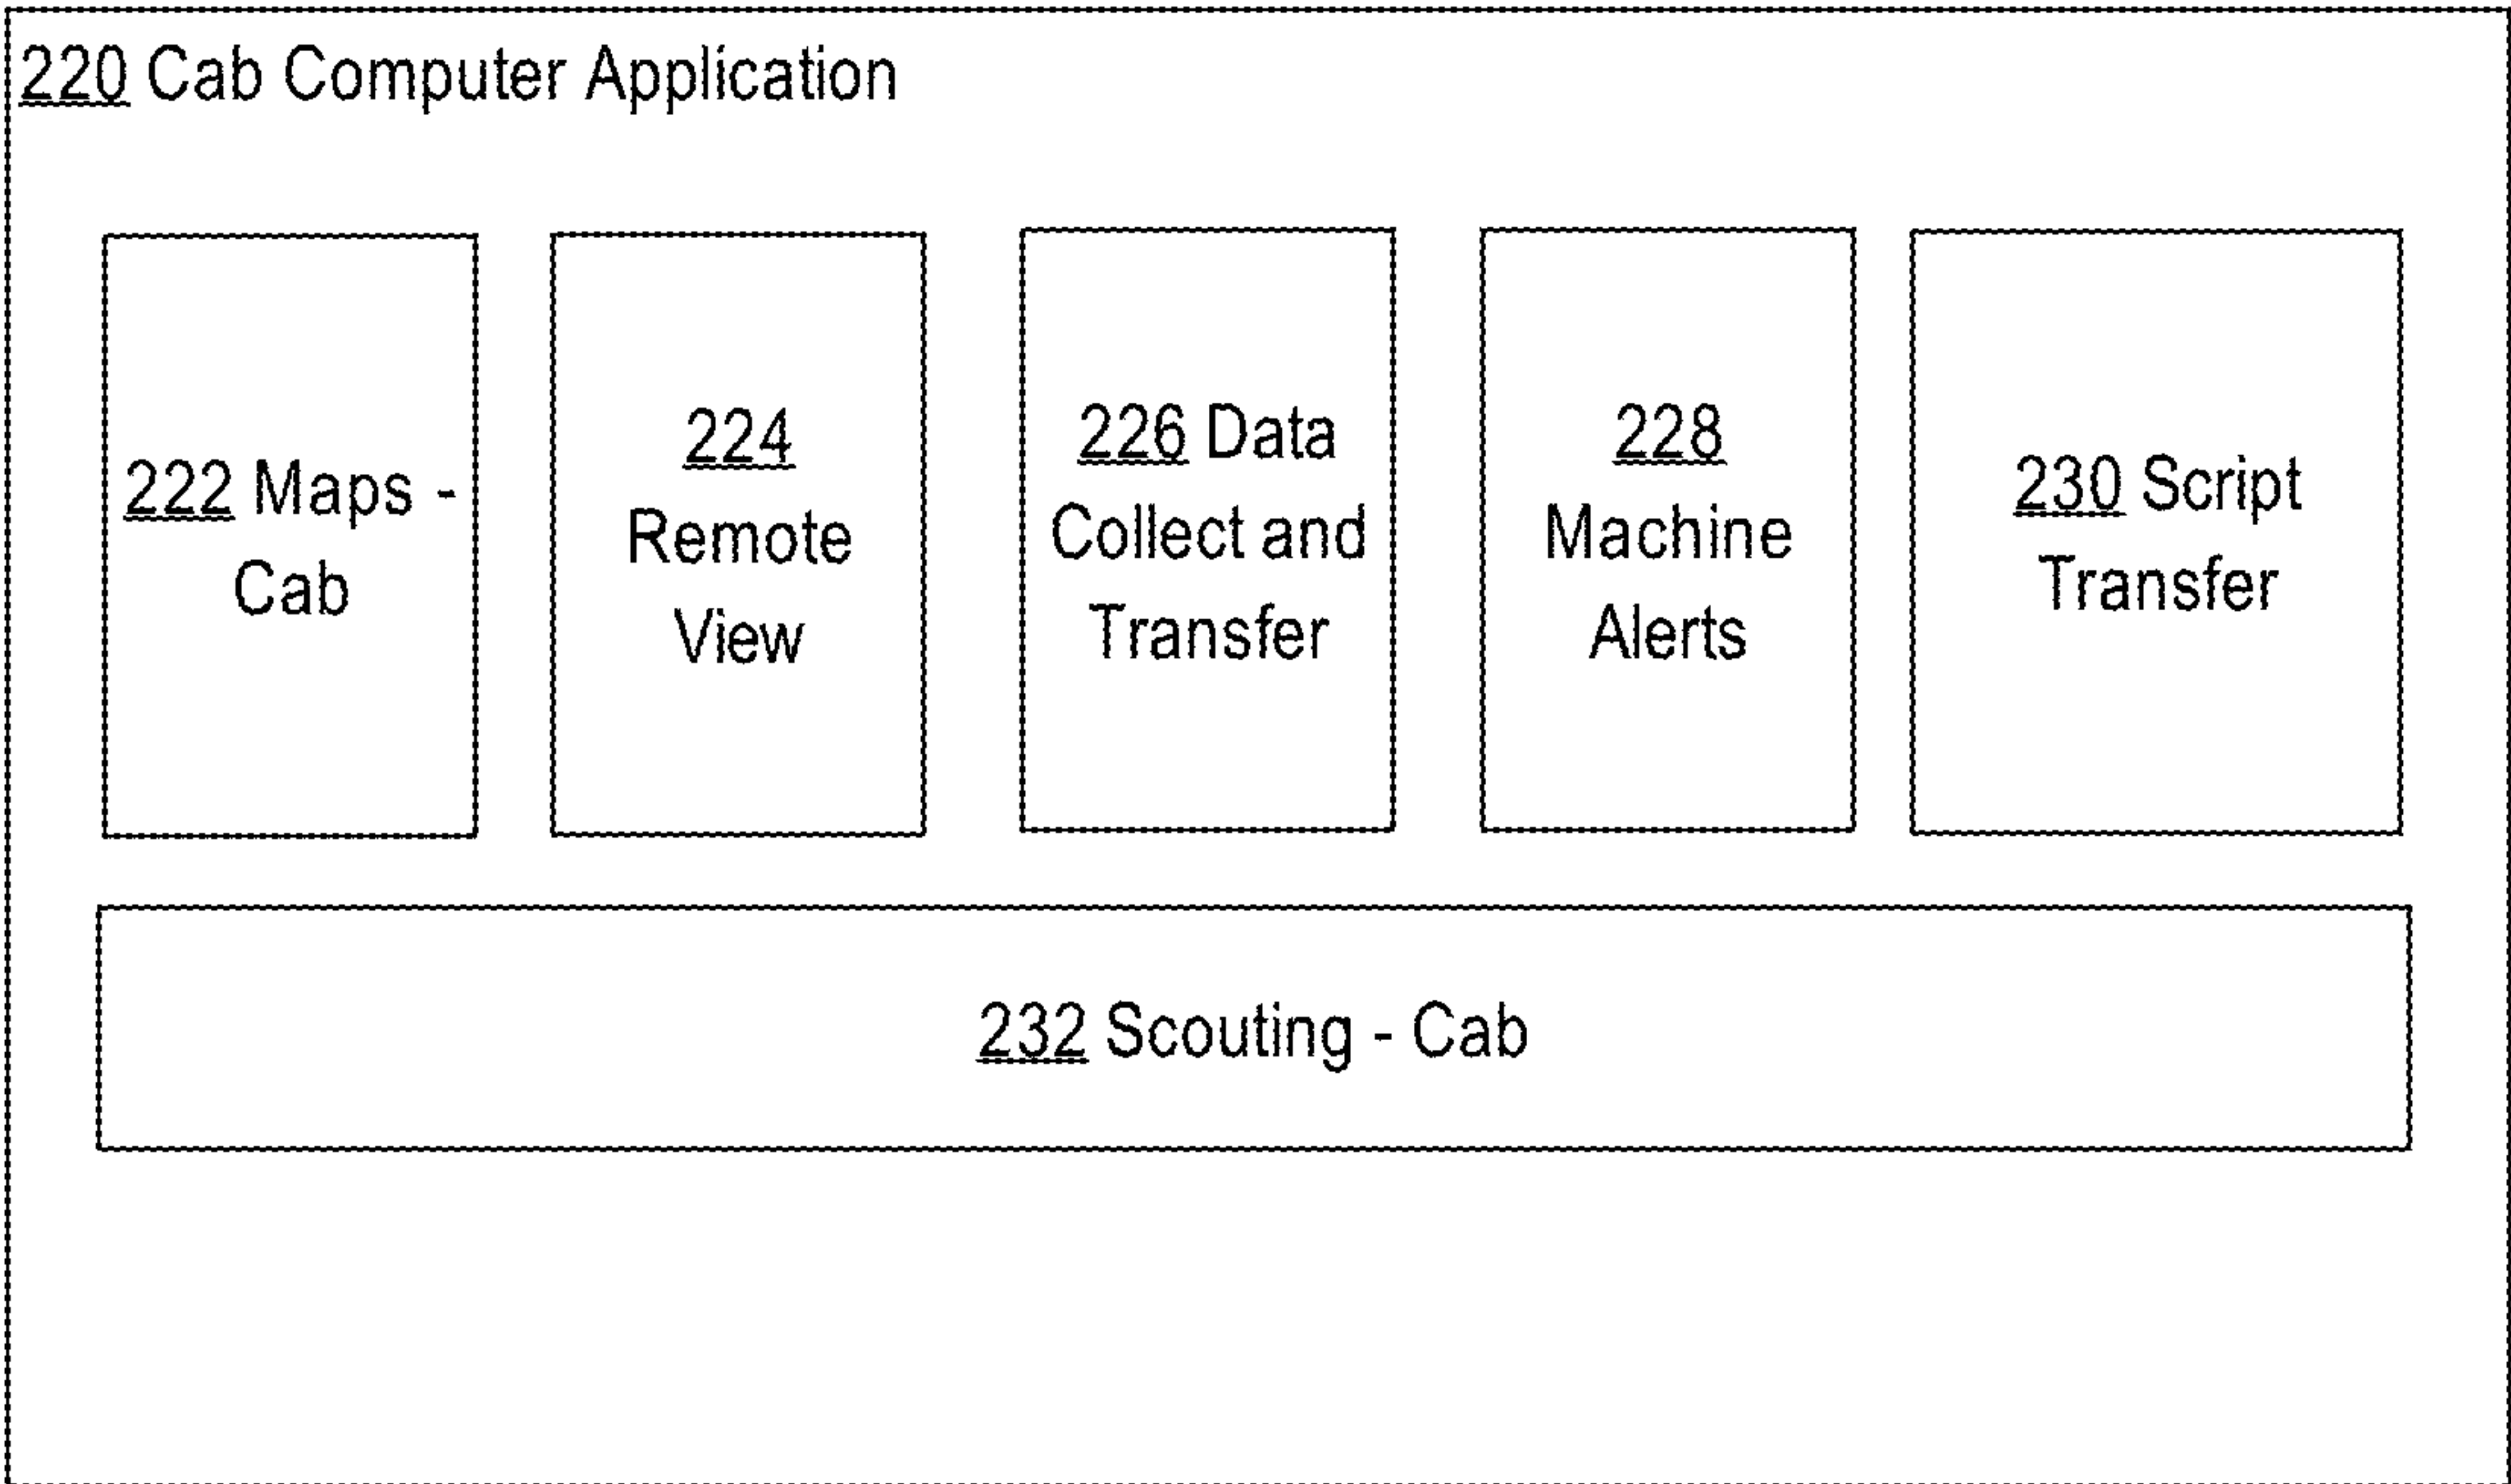 220 Cab Computer Application
222 Maps -
Cab
224
Remote
View
226 Data
Collect and
Transfer
228
Machine
Alerts
230 Script
Transfer
232 Scouting - Cab